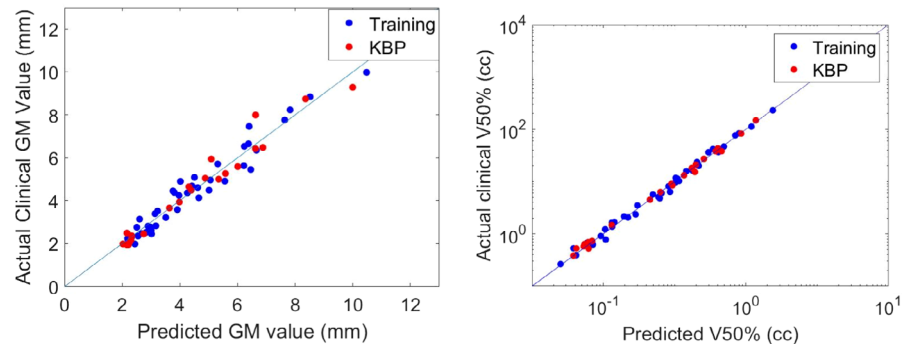 Actual Clinical GM Value (mm)
12
10
8
6
4
2
0
0 2 4 6 8 10 12
Predicted GM value (mm)
Training
KBP
Actual clinical V50% (cc)
10⁴
10²
10⁰
10⁻¹ 10⁰ 10¹
Predicted V50% (cc)
Training
KBP